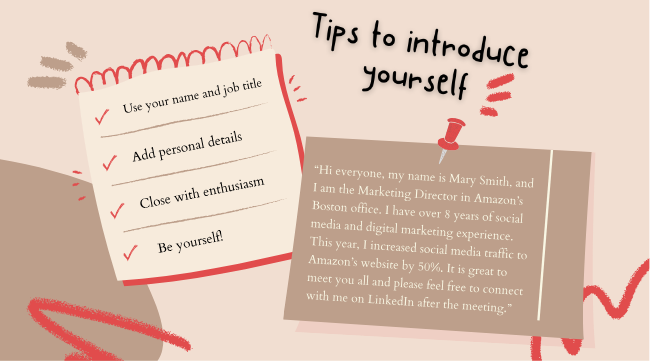 Tips to introduce
yourself
Use your name and job title
Add personal details
Close with enthusiasm
Be yourself!
“Hi everyone, my name is Mary Smith, and
I am the Marketing Director in Amazon’s
Boston office. I have over 8 years of social
media and digital marketing experience.
This year, I increased social media traffic to
Amazon’s website by 50%. It is great to
meet you all and please feel free to connect
with me on LinkedIn after the meeting.”